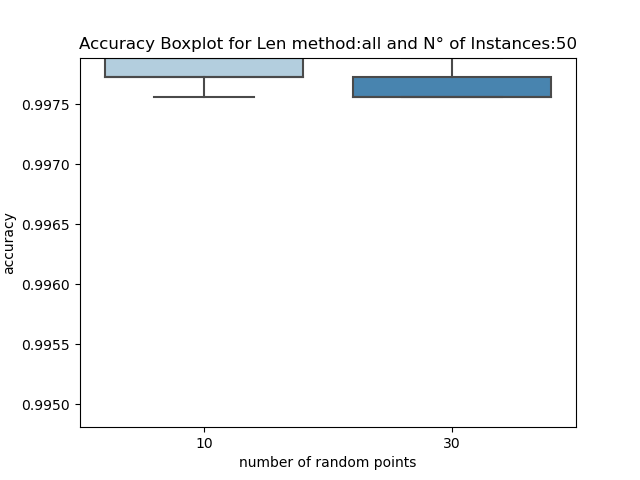 Accuracy Boxplot for Len method:all and N° of Instances:50
0.9975
0.9970
0.9965
0.9960
0.9955
0.9950
accuracy
10 30
number of random points